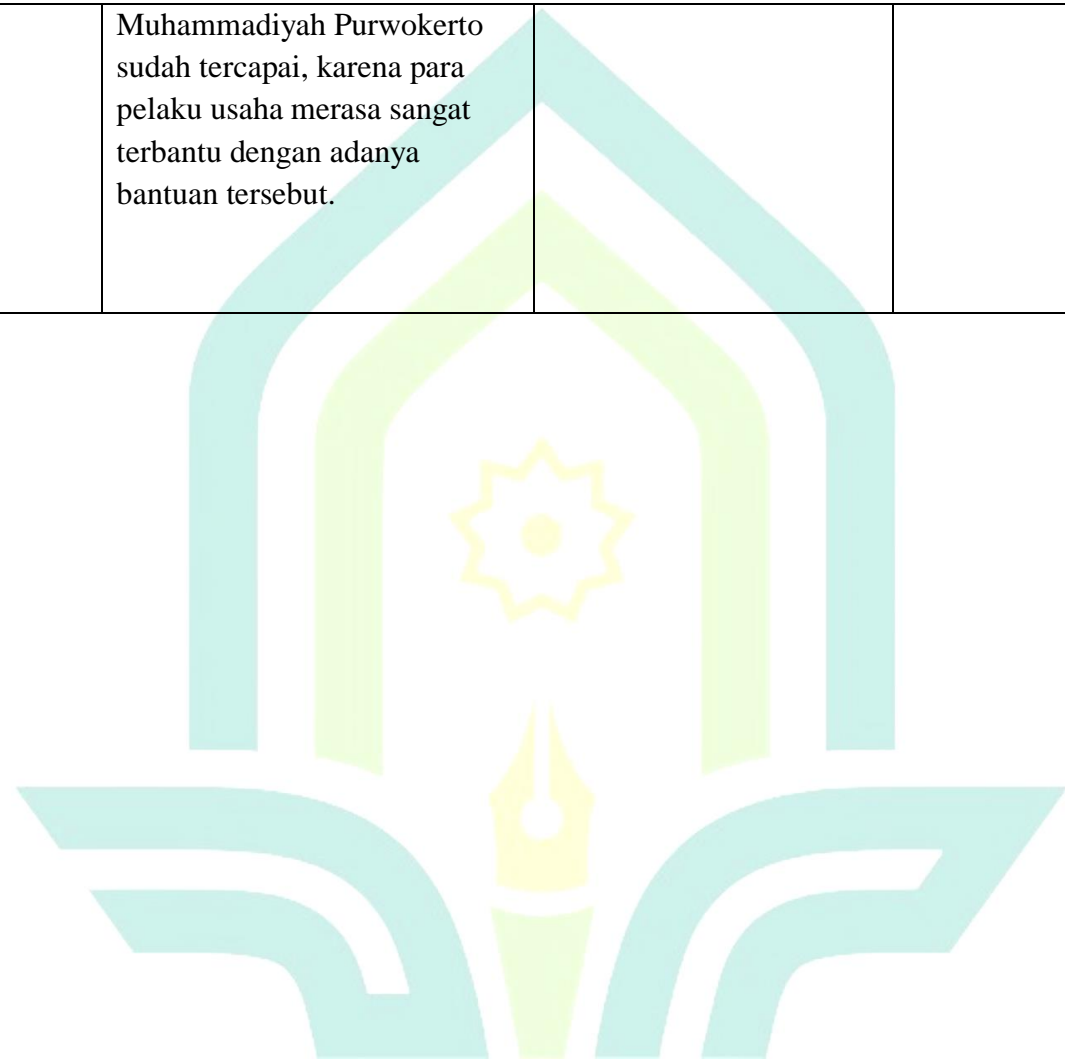 Muhammadiyah Purwokerto
sudah tercapai, karena para
pelaku usaha merasa sangat
terbantu dengan adanya
bantuan tersebut.